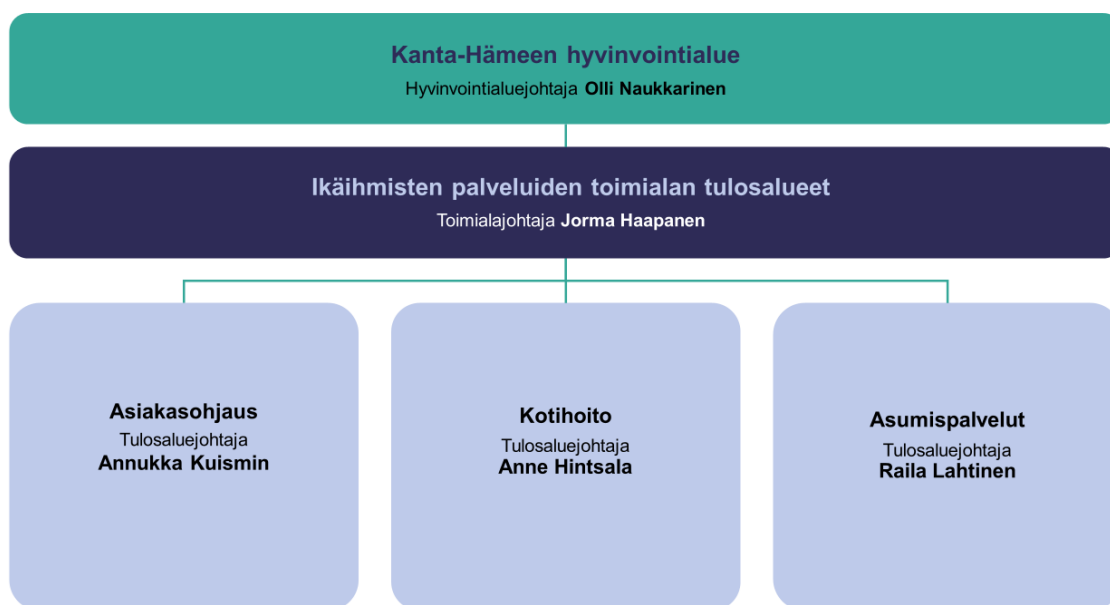 Kanta-Hämeen hyvinvointialue
Hyvinvointialuejohtaja Olli Naukkarinen
Ikäihmisten palveluiden toimialan tulosalueet
Toimialajohtaja Jorma Haapanen
Asiakasohjaus
Tulosaluejohtaja
Annukka Kuismin
Kotihoito
Tulosaluejohtaja
Anne Hintsala
Asumispalvelut
Tulosaluejohtaja
Raila Lahtinen